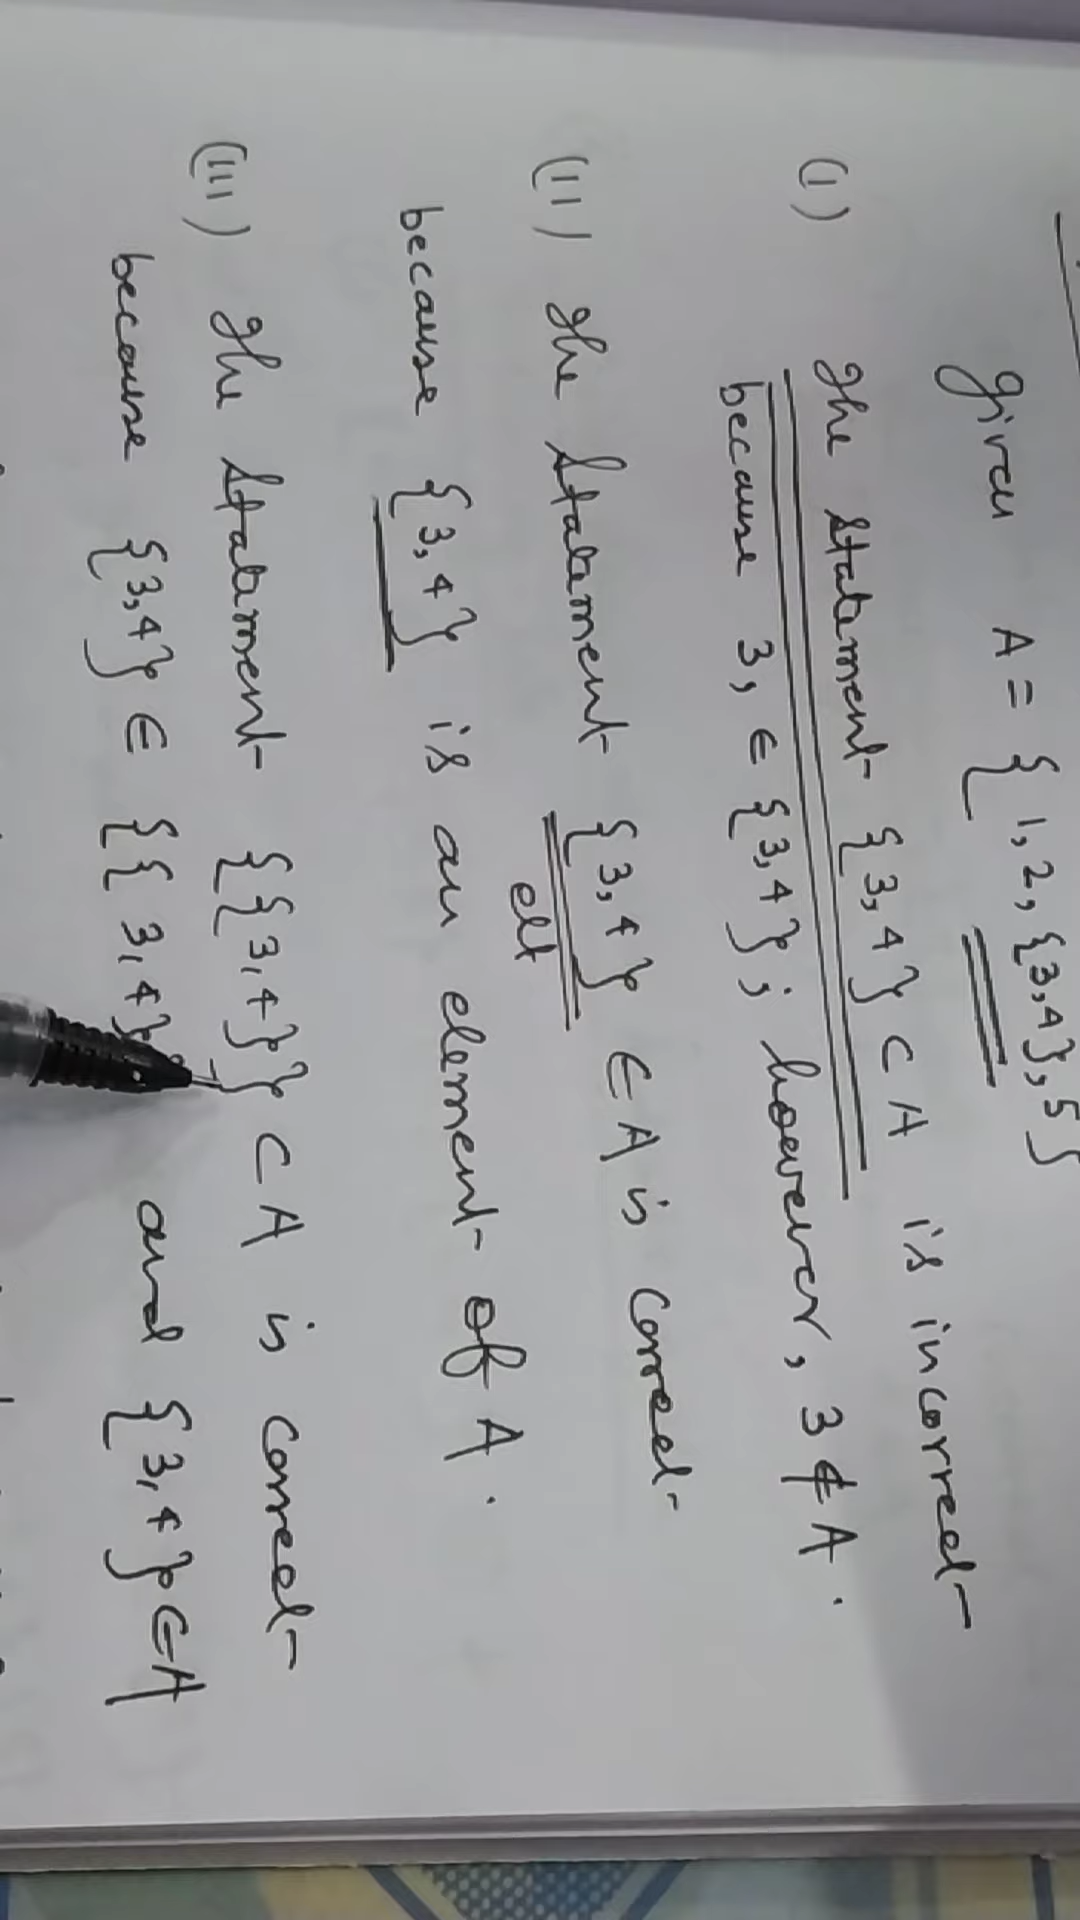 given A = { 1, 2, {3,4}, 5}
(I) The statement {3, 4} ⊂ A is incorrect
because 3, ∈ {3, 4}; however, 3 ∉ A.
(II) The statement {3, 4} ∈ A is correct
elt
because {3, 4} is an element of A.
(III) The statement {{3, 4}} ⊂ A is correct
because {3,4} ∈ {{ 3, 4} and {3, 4} ∈ A